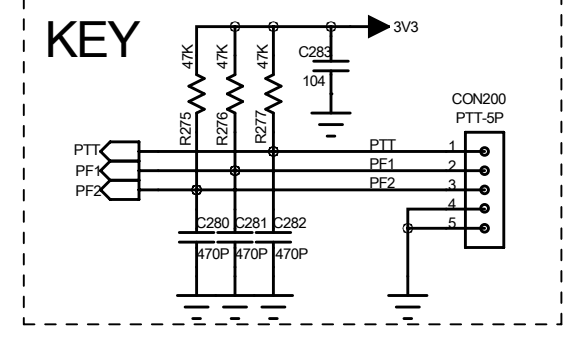 KEY
3V3
47K
47K
47K
C283
104
R275
R276
R277
CON200
PTT-5P
PTT
PTT
1
PF1
PF1
2
PF2
PF2
3
4
5
C280
C281
C282
470P
470P
470P